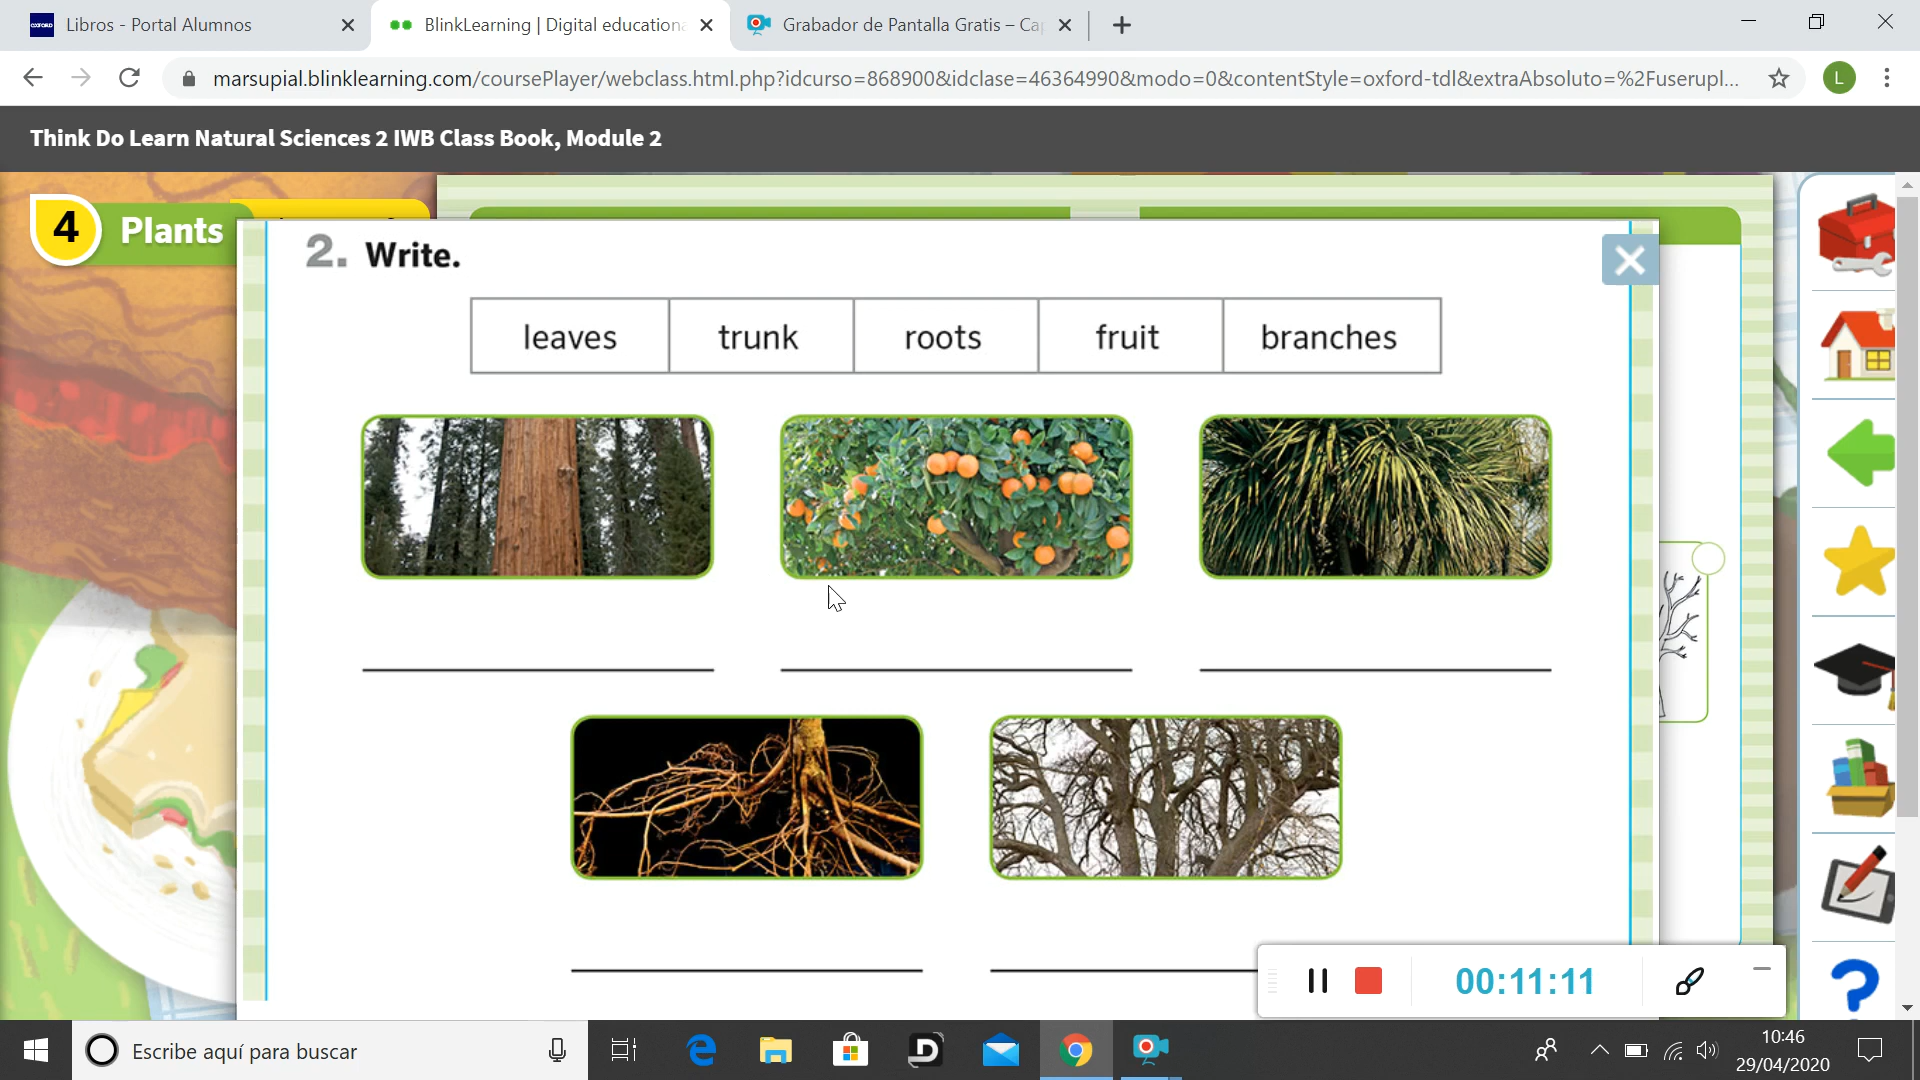 Libros - Portal Alumnos
BlinkLearning | Digital educationa
Grabador de Pantalla Gratis – Ca
marsupial.blinklearning.com/coursePlayer/webclass.html.php?idcurso=868900&idclase=46364990&modo=0&contentStyle=oxford-tdl&extraAbsoluto=%2Fuserupl...
L
Think Do Learn Natural Sciences 2 IWB Class Book, Module 2
4 Plants
2. Write.
leaves trunk roots fruit branches
00:11:11
Escribe aquí para buscar
10:46
29/04/2020